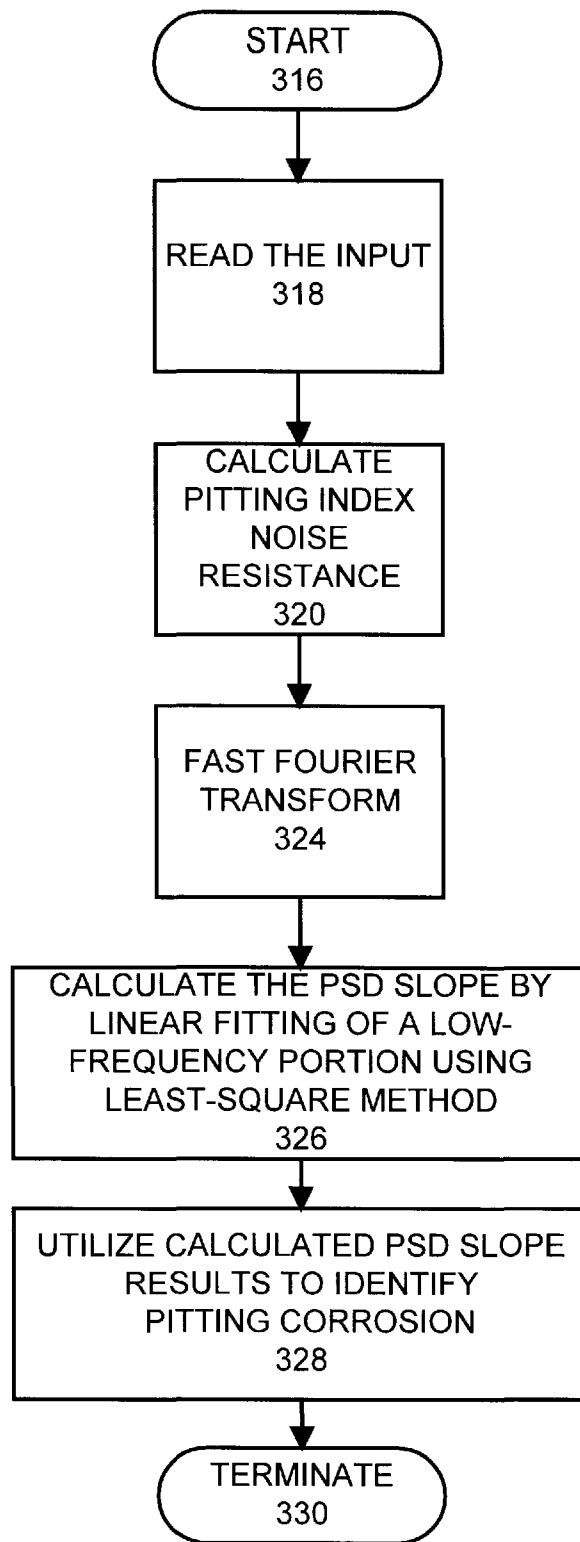 START
316
READ THE INPUT
318
CALCULATE
PITTING INDEX
NOISE
RESISTANCE
320
FAST FOURIER
TRANSFORM
324
CALCULATE THE PSD SLOPE BY
LINEAR FITTING OF A LOW-
FREQUENCY PORTION USING
LEAST-SQUARE METHOD
326
UTILIZE CALCULATED PSD SLOPE
RESULTS TO IDENTIFY
PITTING CORROSION
328
TERMINATE
330